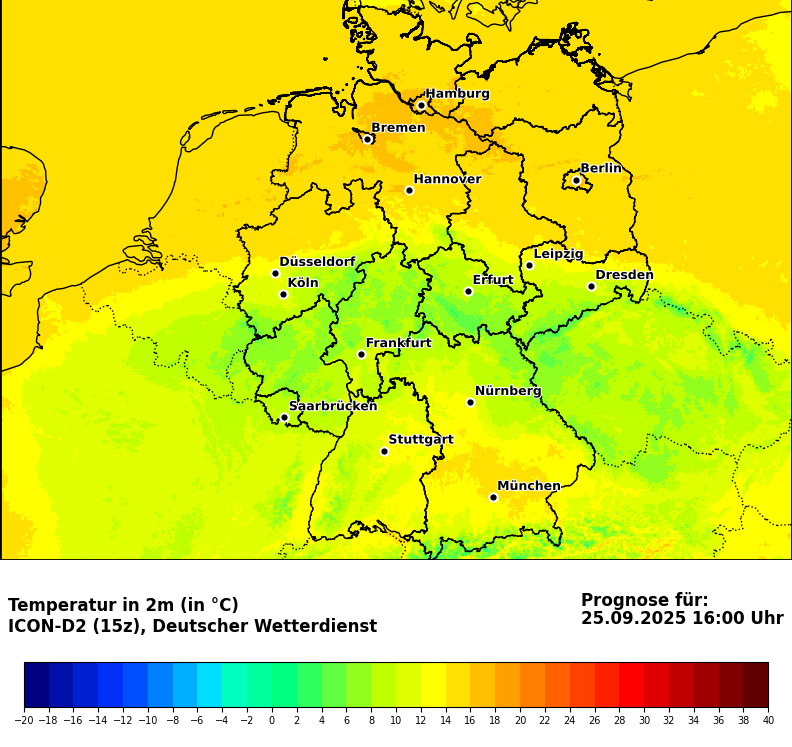 Hamburg
Bremen
Berlin
Hannover
Leipzig
Düsseldorf
Dresden
Köln
Erfurt
Frankfurt
Nürnberg
Saarbrücken
Stuttgart
München
Temperatur in 2m (in °C)
ICON-D2 (15z), Deutscher Wetterdienst
Prognose für:
25.09.2025 16:00 Uhr
−20 −18 −16 −14 −12 −10 −8 −6 −4 −2 0 2 4 6 8 10 12 14 16 18 20 22 24 26 28 30 32 34 36 38 40